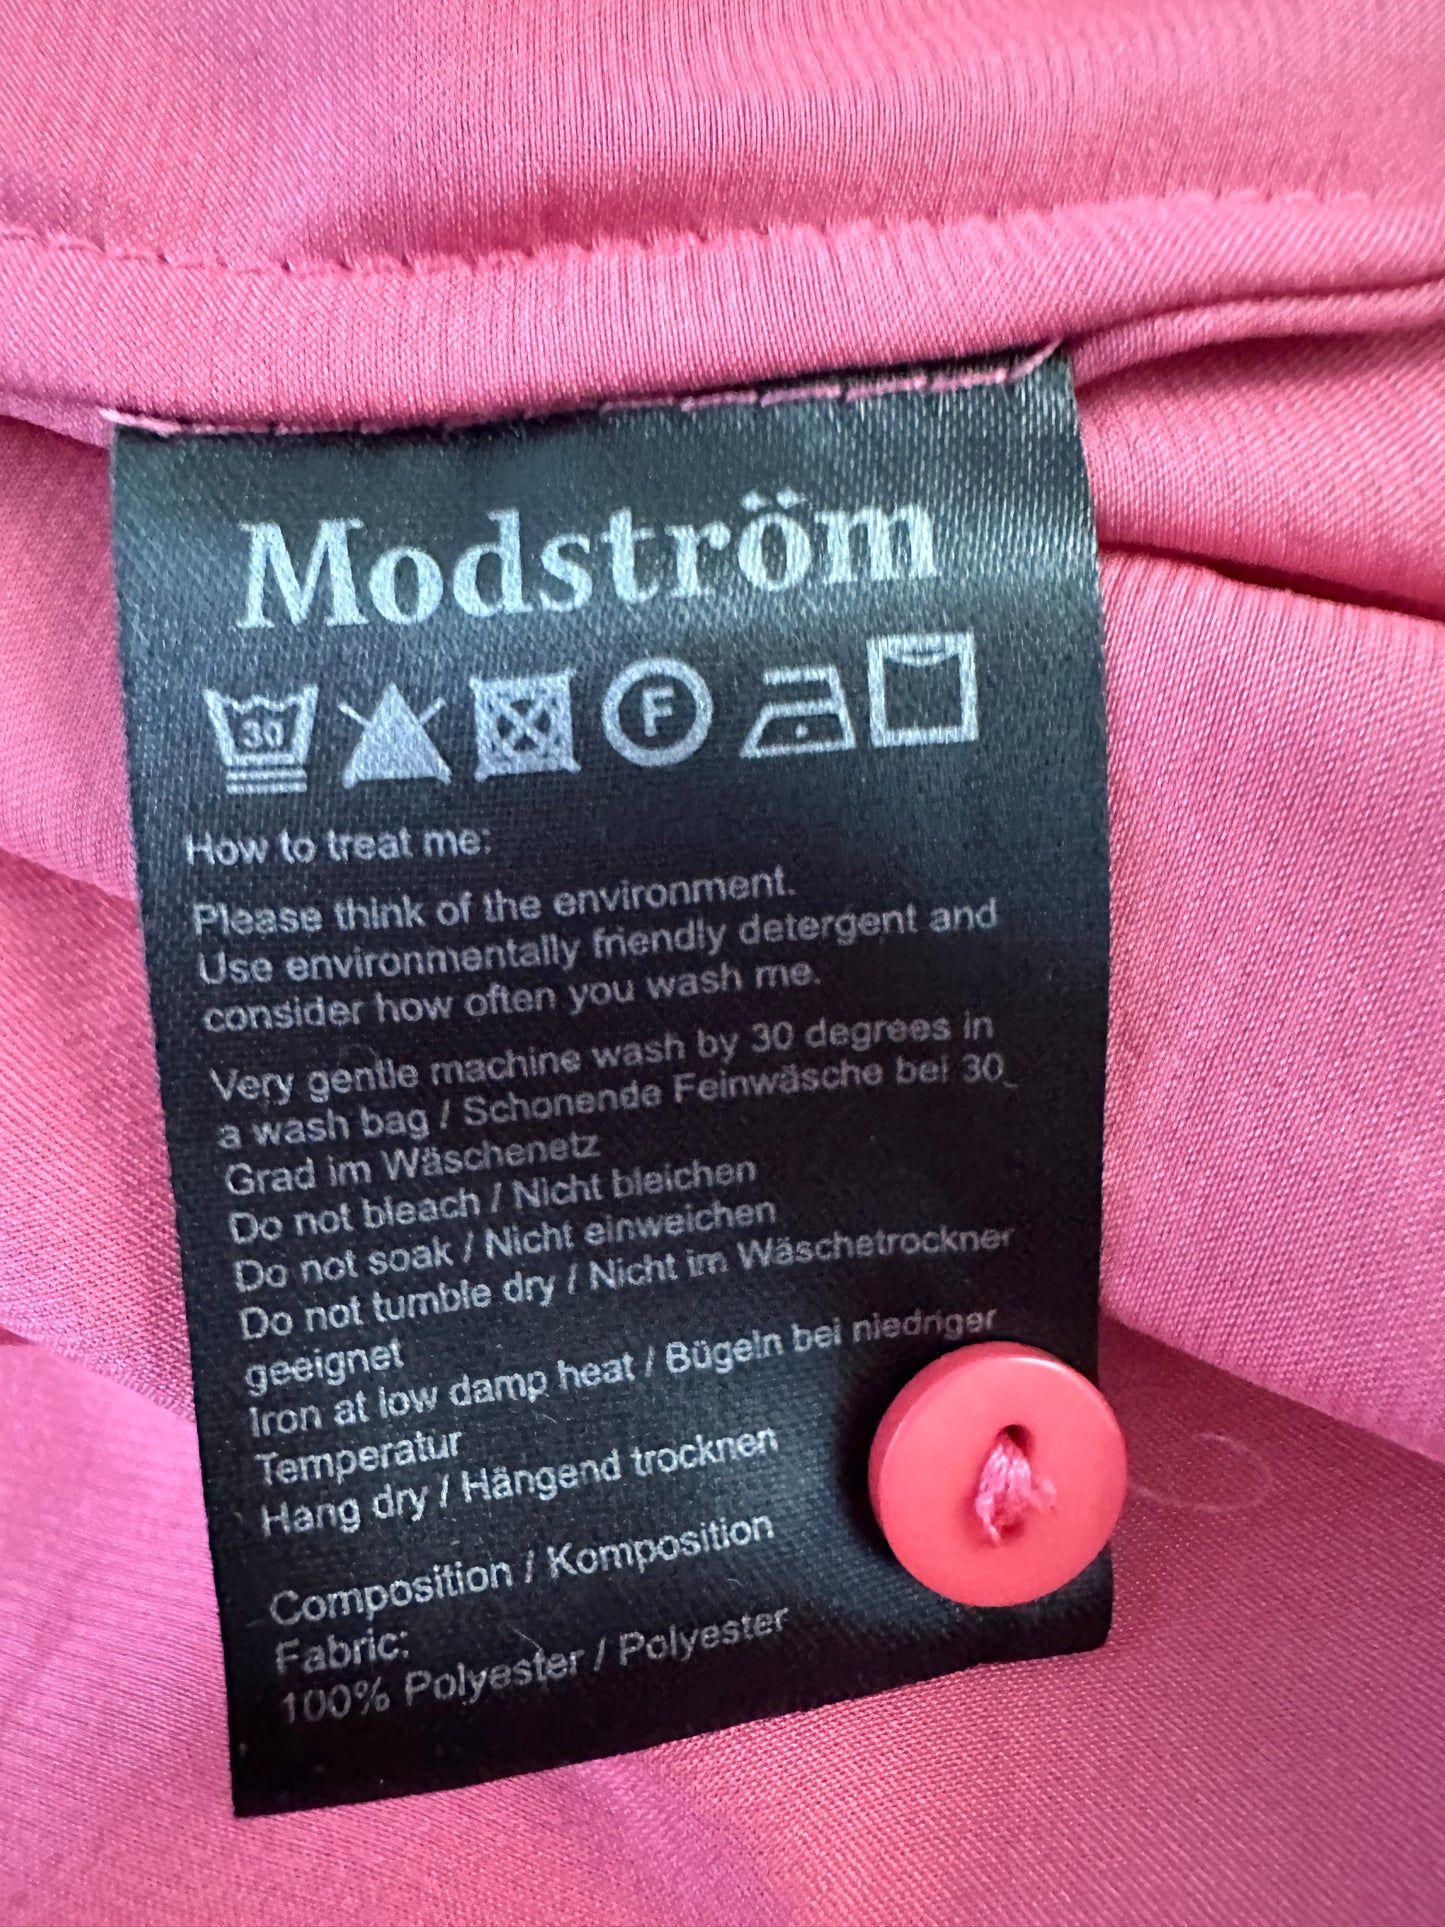 Modström
30
F
How to treat me:
Please think of the environment.
Use environmentally friendly detergent and
consider how often you wash me.
Very gentle machine wash by 30 degrees in
a wash bag / Schonende Feinwäsche bei 30
Grad im Wäschenetz
Do not bleach / Nicht bleichen
Do not soak / Nicht einweichen
Do not tumble dry / Nicht im Wäschetrockner
geeignet
Iron at low damp heat / Bügeln bei niedriger
Temperatur
Hang dry / Hängend trocknen
Composition / Komposition
Fabric:
100% Polyester / Polyester